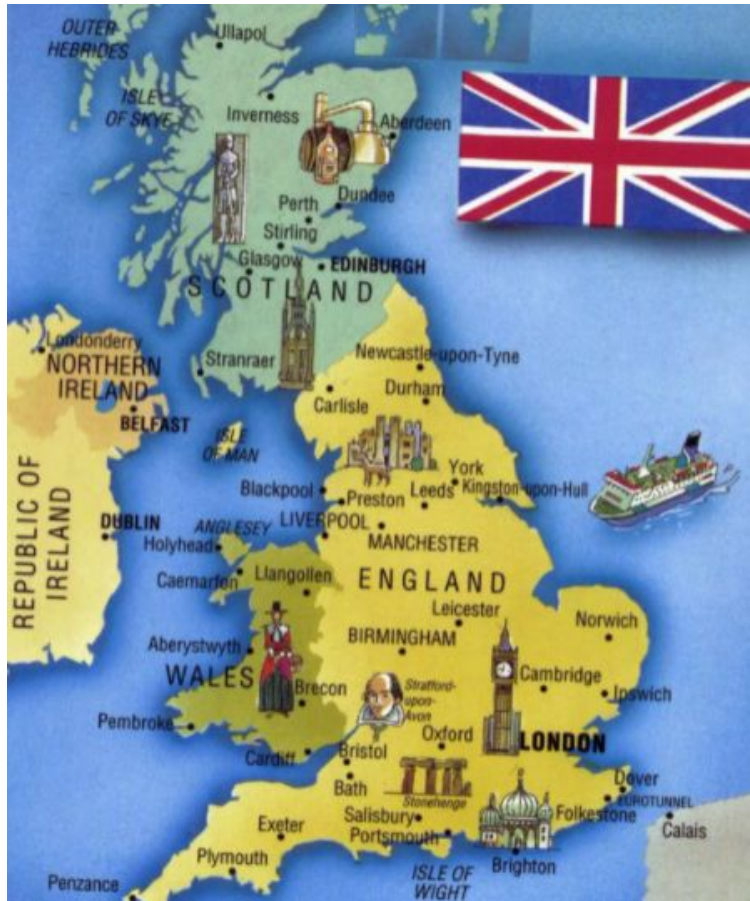 OUTER
HEBRIDES
Ullapol
ISLE
OF SKYE
Inverness
Aberdeen
Dundee
Perth
Stirling
Glasgow
EDINBURGH
SCOTLAND
Londonderry
NORTHERN
IRELAND
Stranraer
Newcastle-upon-Tyne
Durham
Carlisle
BELFAST
ISLE
OF MAN
York
Blackpool
Preston
Leeds
Kingston-upon-Hull
REPUBLIC OF
IRELAND
DUBLIN
ANGLESEY
LIVERPOOL
Holyhead
MANCHESTER
Caernarfon
Llangollen
ENGLAND
Leicester
Norwich
Aberystwyth
BIRMINGHAM
WALES
Brecon
Stratford-
upon-
Avon
Cambridge
Ipswich
Pembroke
Oxford
LONDON
Cardiff
Bristol
Bath
Stonehenge
Dover
EUROTUNNEL
Folkestone
Salisbury
Portsmouth
Calais
Exeter
Brighton
Plymouth
ISLE OF
WIGHT
Penzance